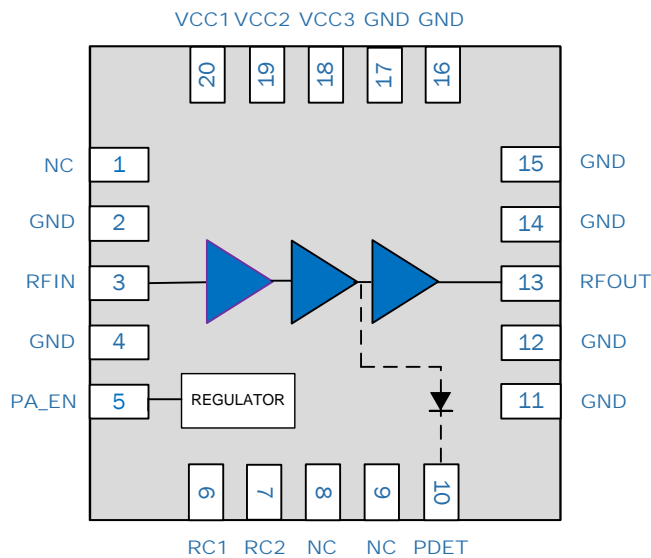 VCC1 VCC2 VCC3 GND GND
20 19 18 17 16
NC 1 15 GND
GND 2 14 GND
RFIN 3 13 RFOUT
GND 4 12 GND
PA_EN 5 REGULATOR 11 GND
6 7 8 9 10
RC1 RC2 NC NC PDET